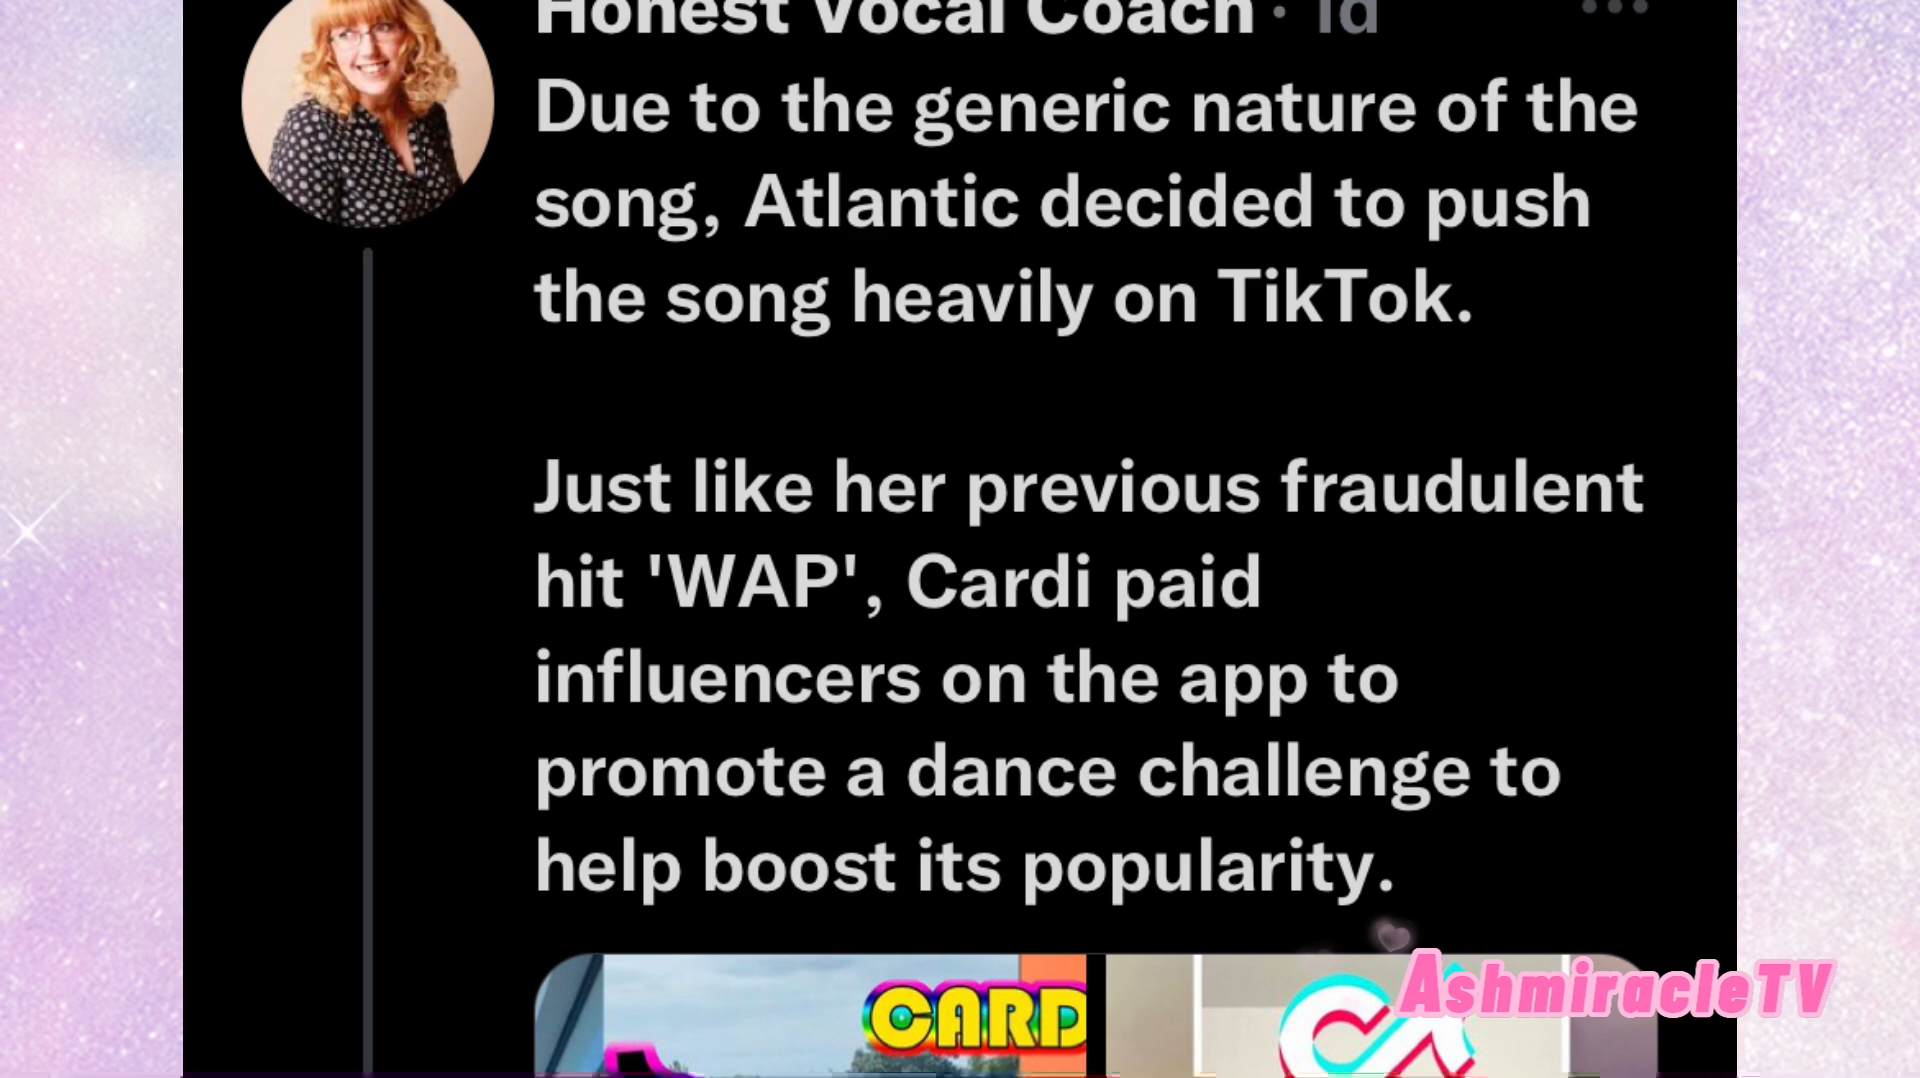 Honest Vocal Coach · 1d
Due to the generic nature of the
song, Atlantic decided to push
the song heavily on TikTok.
Just like her previous fraudulent
hit 'WAP', Cardi paid
influencers on the app to
promote a dance challenge to
help boost its popularity.
CARD
AshmiracleTV